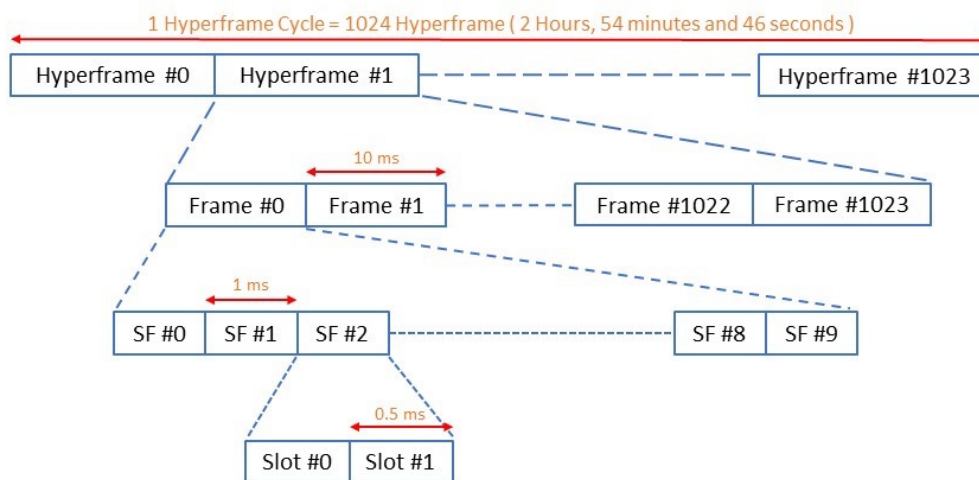 1 Hyperframe Cycle = 1024 Hyperframe ( 2 Hours, 54 minutes and 46 seconds )
Hyperframe #0 Hyperframe #1 Hyperframe #1023
10 ms
Frame #0 Frame #1 Frame #1022 Frame #1023
1 ms
SF #0 SF #1 SF #2 SF #8 SF #9
0.5 ms
Slot #0 Slot #1